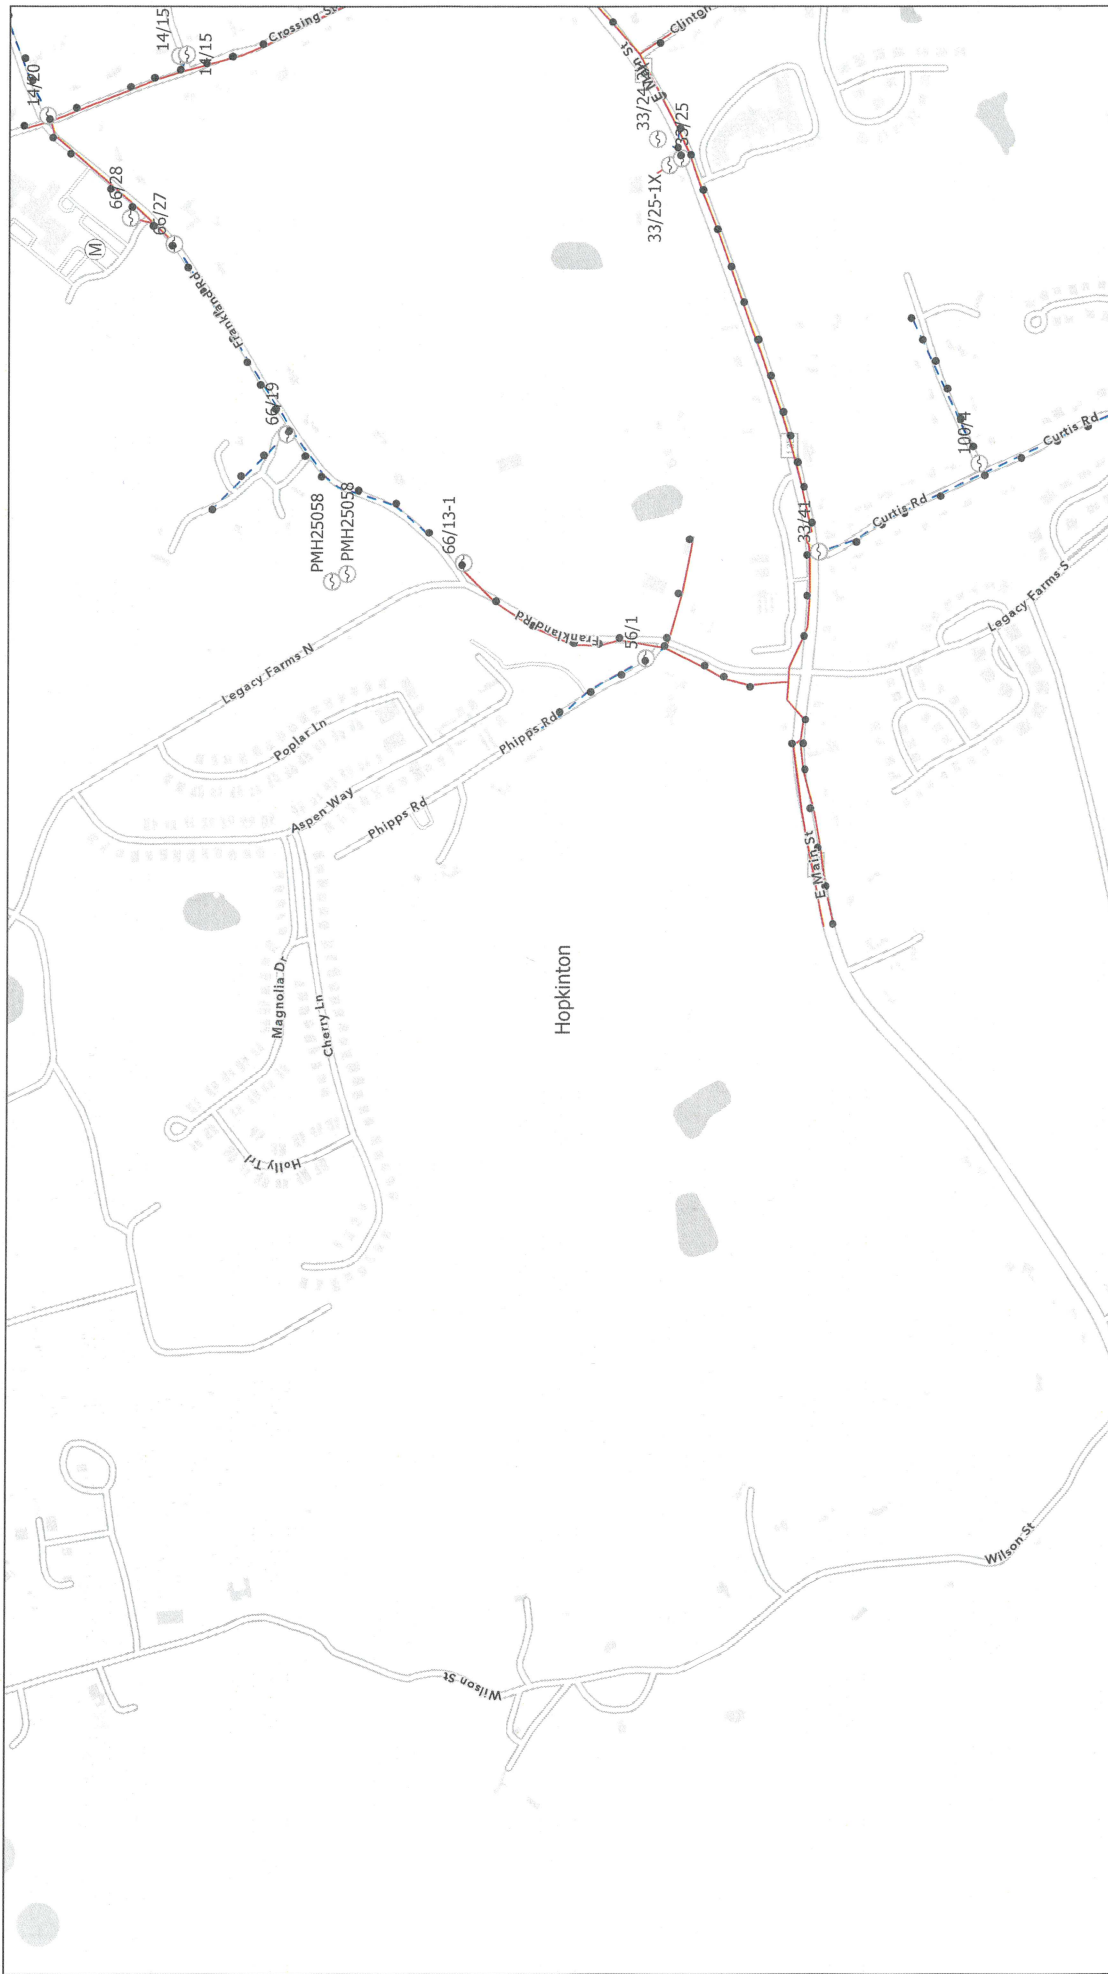 14/20
14/15
14/15
Crossing St
66/28
66/27
M
Frankland Rd
66/19
PMH25058
PMH25058
66/13-1
Frankland Rd
56/1
Legacy Farms N
Poplar Ln
Aspen Way
Phipps Rd
Phipps Rd
Magnolia Dr
Cherry Ln
Holly Trl
Hopkinton
E Main St
33/25
33/25-1X
Clinton
E Main St
33/41
100/4
Curtis Rd
Curtis Rd
Legacy Farms S
Wilson St
Wilson St